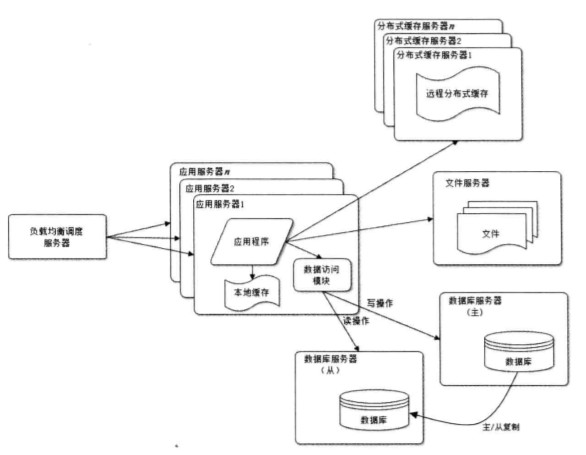 分布式缓存服务器n
分布式缓存服务器2
分布式缓存服务器1
远程分布式缓存
应用服务器n
应用服务器2
应用服务器1
文件服务器
负载均衡调度
服务器
应用程序
文件
数据访问
模块
本地缓存
写操作
读操作
数据库服务器
（主）
数据库
数据库服务器
（从）
数据库
主/从复制